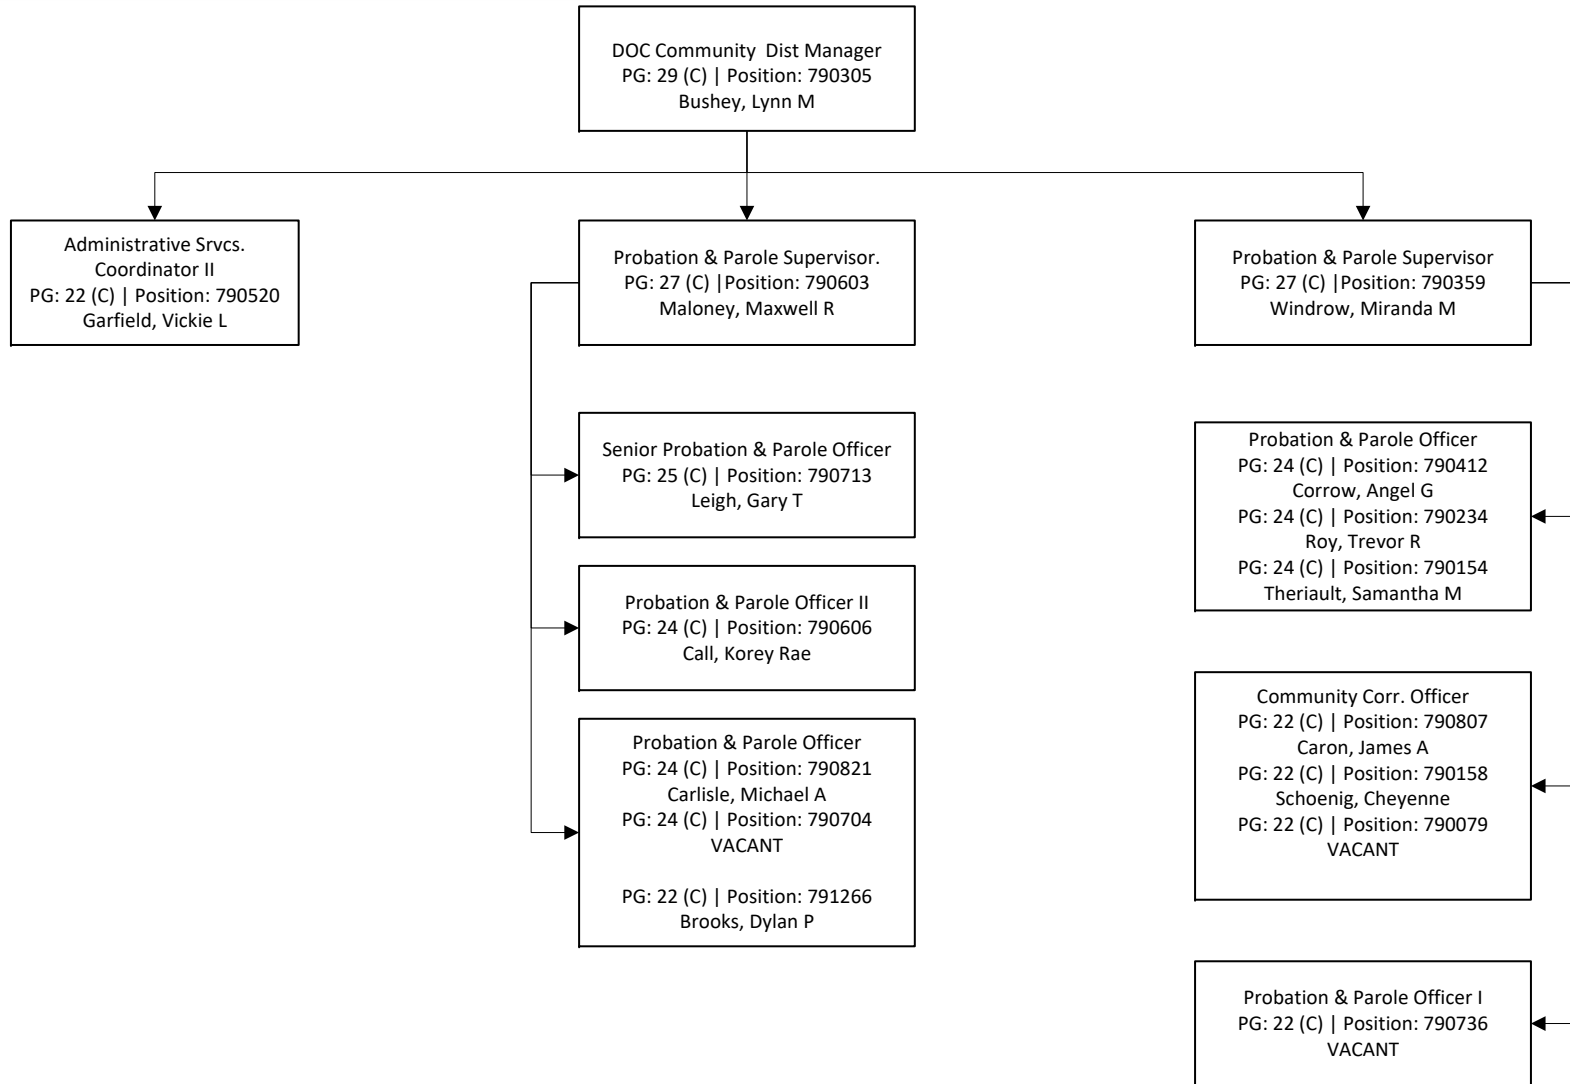 DOC Community  Dist Manager
PG: 29 (C) | Position: 790305
Bushey, Lynn M
Administrative Srvcs.
Coordinator II
PG: 22 (C) | Position: 790520
Garfield, Vickie L
Probation & Parole Supervisor.
PG: 27 (C) |Position: 790603
Maloney, Maxwell R
Probation & Parole Supervisor
PG: 27 (C) |Position: 790359
Windrow, Miranda M
Senior Probation & Parole Officer
PG: 25 (C) | Position: 790713
Leigh, Gary T
Probation & Parole Officer II
PG: 24 (C) | Position: 790606
Call, Korey Rae
Probation & Parole Officer
PG: 24 (C) | Position: 790821
Carlisle, Michael A
PG: 24 (C) | Position: 790704
VACANT
PG: 22 (C) | Position: 791266
Brooks, Dylan P
Probation & Parole Officer
PG: 24 (C) | Position: 790412
Corrow, Angel G
PG: 24 (C) | Position: 790234
Roy, Trevor R
PG: 24 (C) | Position: 790154
Theriault, Samantha M
Community Corr. Officer
PG: 22 (C) | Position: 790807
Caron, James A
PG: 22 (C) | Position: 790158
Schoenig, Cheyenne
PG: 22 (C) | Position: 790079
VACANT
Probation & Parole Officer I
PG: 22 (C) | Position: 790736
VACANT